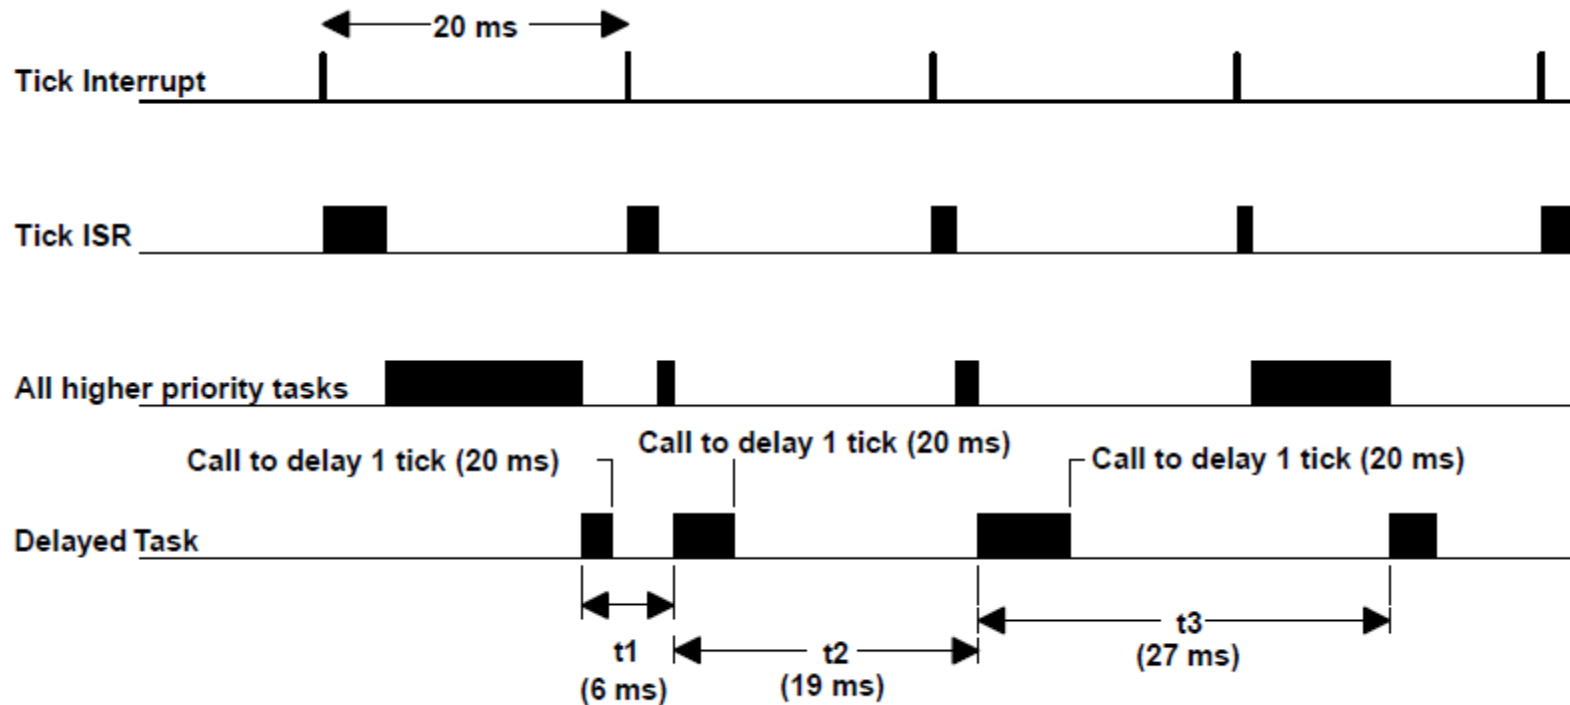 20 ms
Tick Interrupt
Tick ISR
All higher priority tasks
Call to delay 1 tick (20 ms)
Call to delay 1 tick (20 ms)
Call to delay 1 tick (20 ms)
Delayed Task
t1
(6 ms)
t2
(19 ms)
t3
(27 ms)